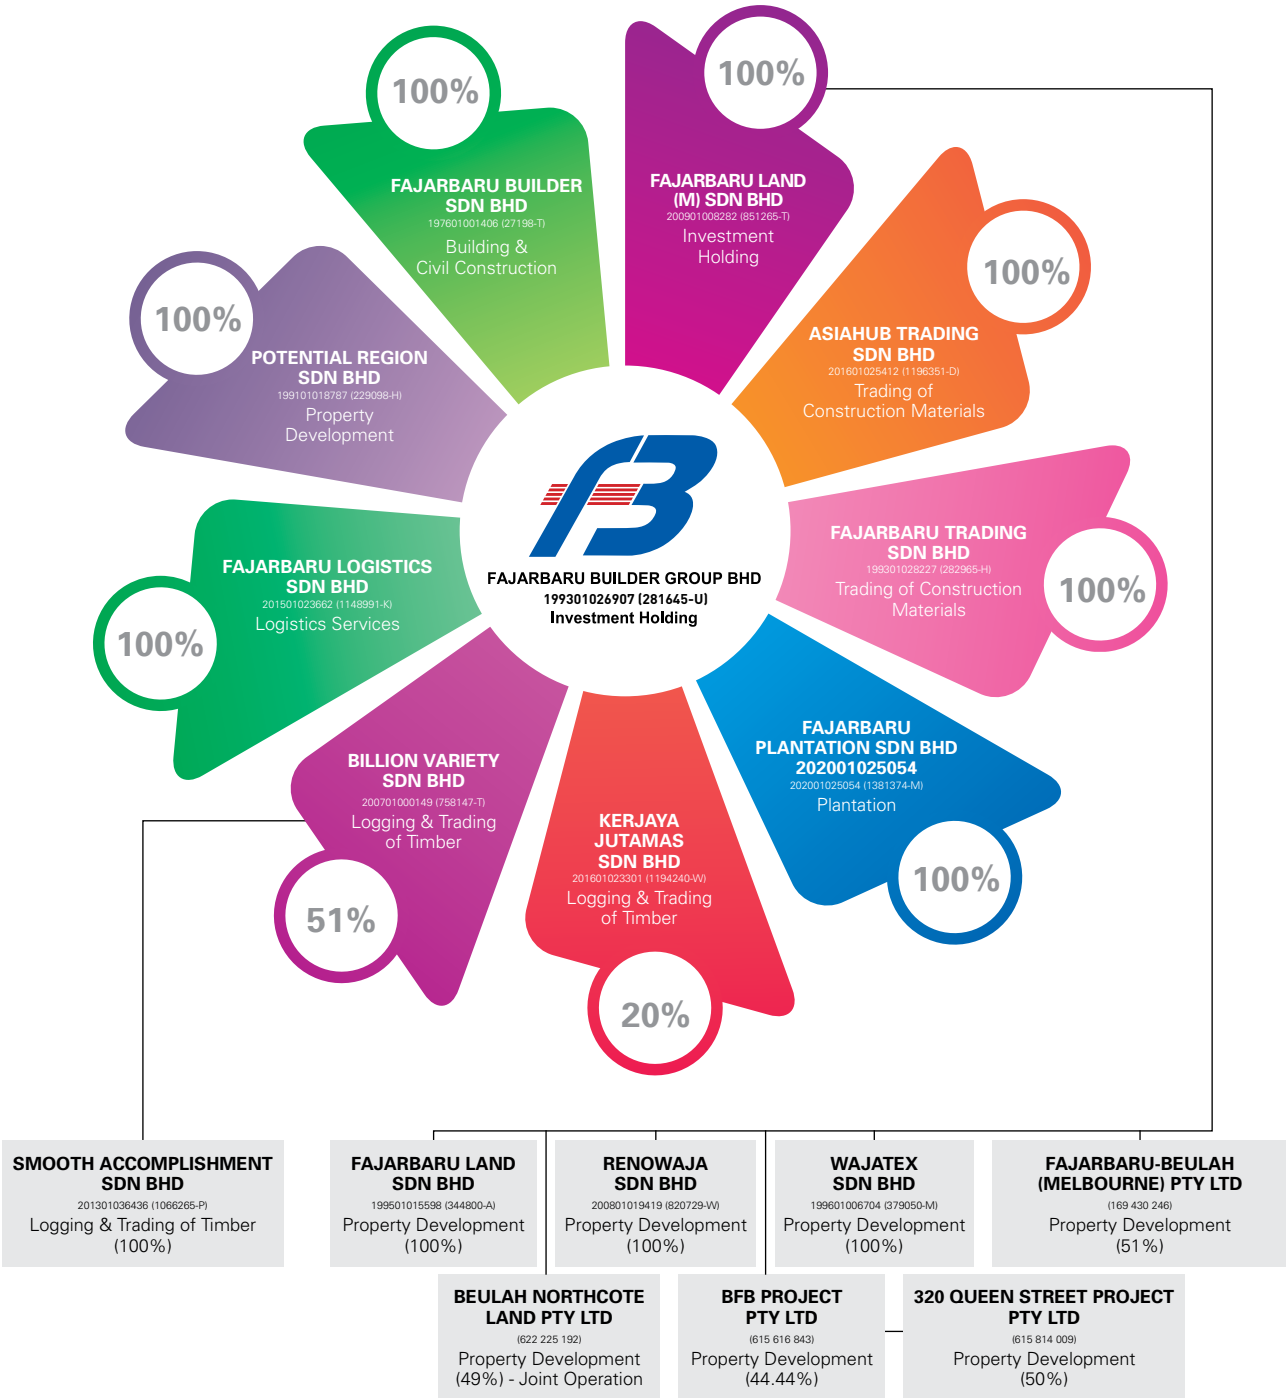 100%
FAJARBARU BUILDER
SDN BHD
197601001406 (27198-T)
Building &
Civil Construction
100%
FAJARBARU LAND
(M) SDN BHD
200901008282 (851265-T)
Investment
Holding
100%
ASIAHUB TRADING
SDN BHD
201601025412 (1196351-D)
Trading of
Construction Materials
100%
POTENTIAL REGION
SDN BHD
199101018787 (229098-H)
Property
Development
FAJARBARU TRADING
SDN BHD
199301028227 (282965-H)
Trading of Construction
Materials
100%
FAJARBARU LOGISTICS
SDN BHD
201501023662 (1148991-K)
Logistics Services
100%
fB
FAJARBARU BUILDER GROUP BHD
199301026907 (281645-U)
Investment Holding
FAJARBARU
PLANTATION SDN BHD
202001025054
202001025054 (1381374-M)
Plantation
100%
BILLION VARIETY
SDN BHD
200701000149 (758147-T)
Logging & Trading
of Timber
51%
KERJAYA
JUTAMAS
SDN BHD
201601023301 (1194240-W)
Logging & Trading
of Timber
20%
SMOOTH ACCOMPLISHMENT
SDN BHD
201301036436 (1066265-P)
Logging & Trading of Timber
(100%)
FAJARBARU LAND
SDN BHD
199501015598 (344800-A)
Property Development
(100%)
RENOWAJA
SDN BHD
200801019419 (820729-W)
Property Development
(100%)
WAJATEX
SDN BHD
199601006704 (379050-M)
Property Development
(100%)
FAJARBARU-BEULAH
(MELBOURNE) PTY LTD
(169 430 246)
Property Development
(51%)
BEULAH NORTHCOTE
LAND PTY LTD
(622 225 192)
Property Development
(49%) - Joint Operation
BFB PROJECT
PTY LTD
(615 616 843)
Property Development
(44.44%)
320 QUEEN STREET PROJECT
PTY LTD
(615 814 009)
Property Development
(50%)